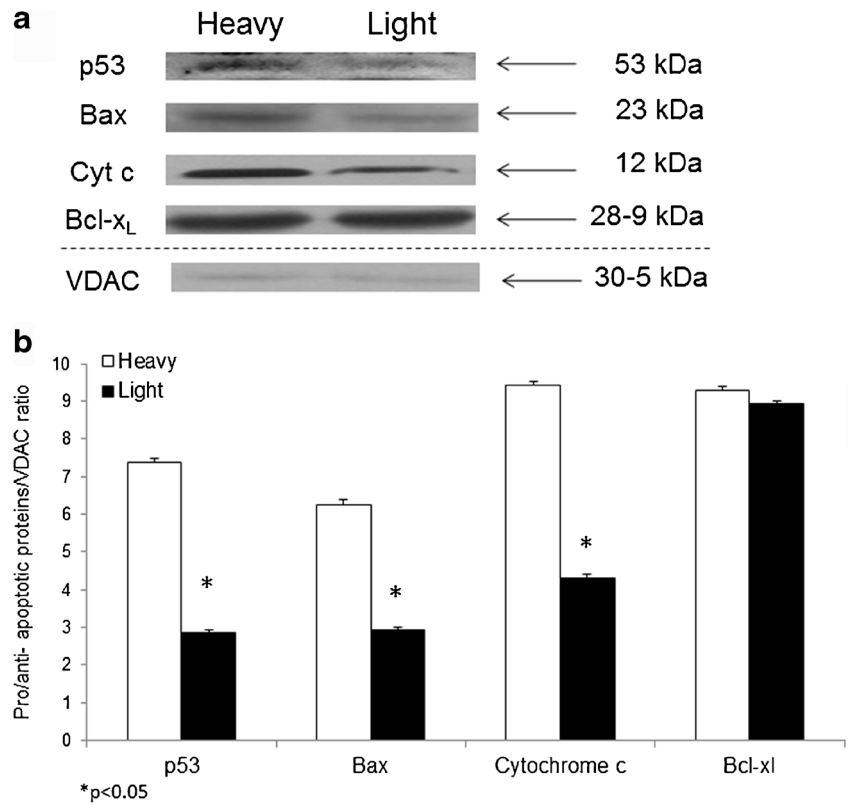 a
Heavy Light
p53 53 kDa
Bax 23 kDa
Cyt c 12 kDa
Bcl-xL 28-9 kDa
VDAC 30-5 kDa
b
Heavy
Light
Pro/anti- apoptotic proteins/VDAC ratio
10
9
8
7
6
5
4
3
2
1
0
*
*
*
p53 Bax Cytochrome c Bcl-xl
*p<0.05